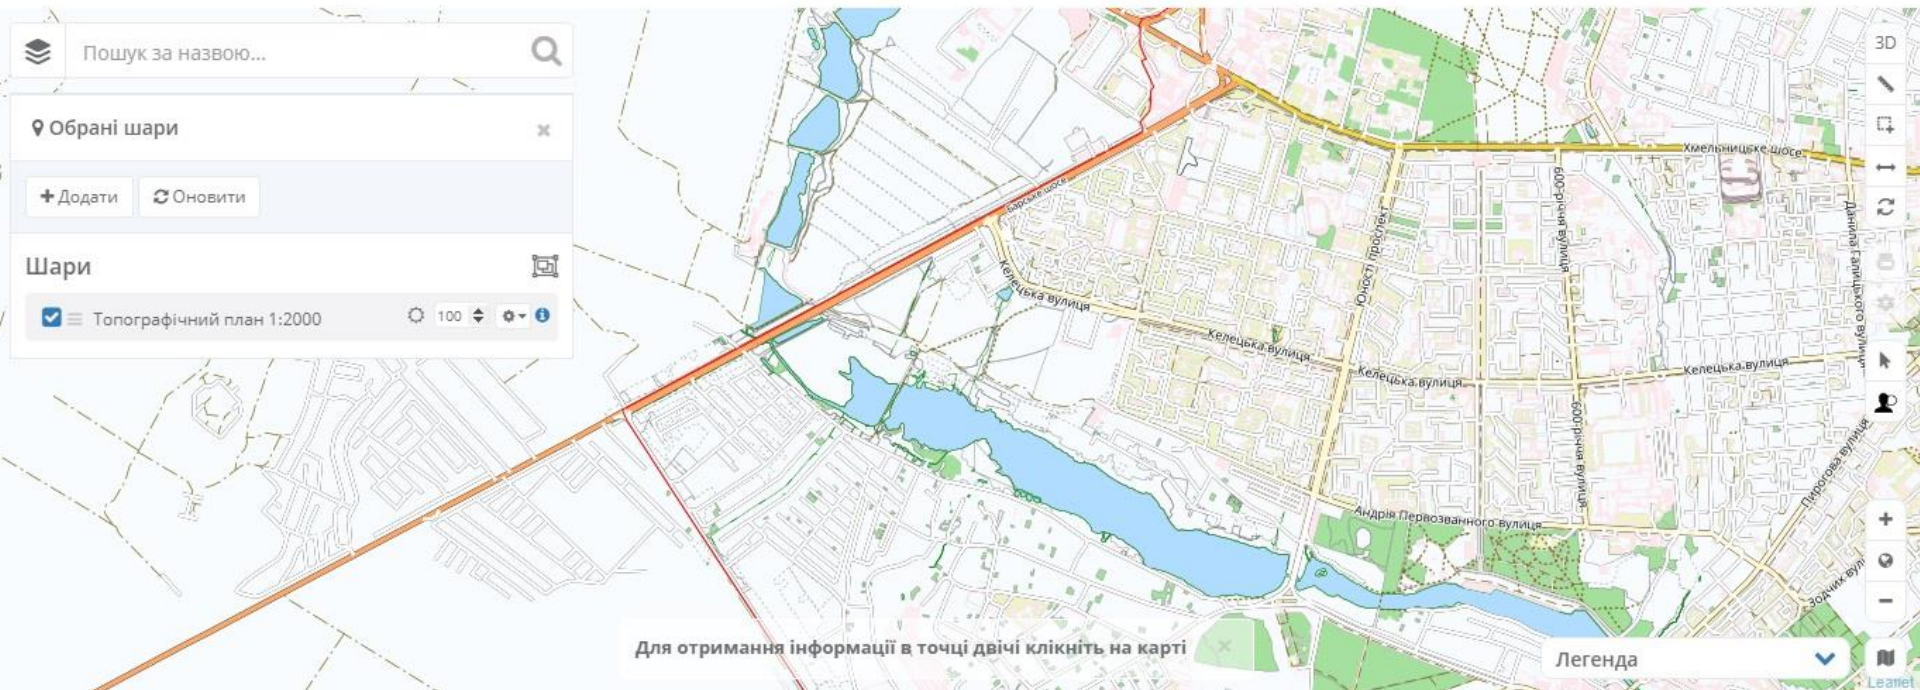 Пошук за назвою...
3D
Обрані шари
Додати
Оновити
Шари
Топографічний план 1:2000
100
Барське шосе
Хмельницьке шосе
600-річчя вулиця
Юності проспект
Данила Галицького вулиця
Келецька вулиця
Келецька вулиця
Келецька вулиця
Келецька вулиця
600-річчя вулиця
Пирогова вулиця
Андрія Первозванного вулиця
Зодчих вул
Для отримання інформації в точці двічі клікніть на карті
Легенда
Leaflet